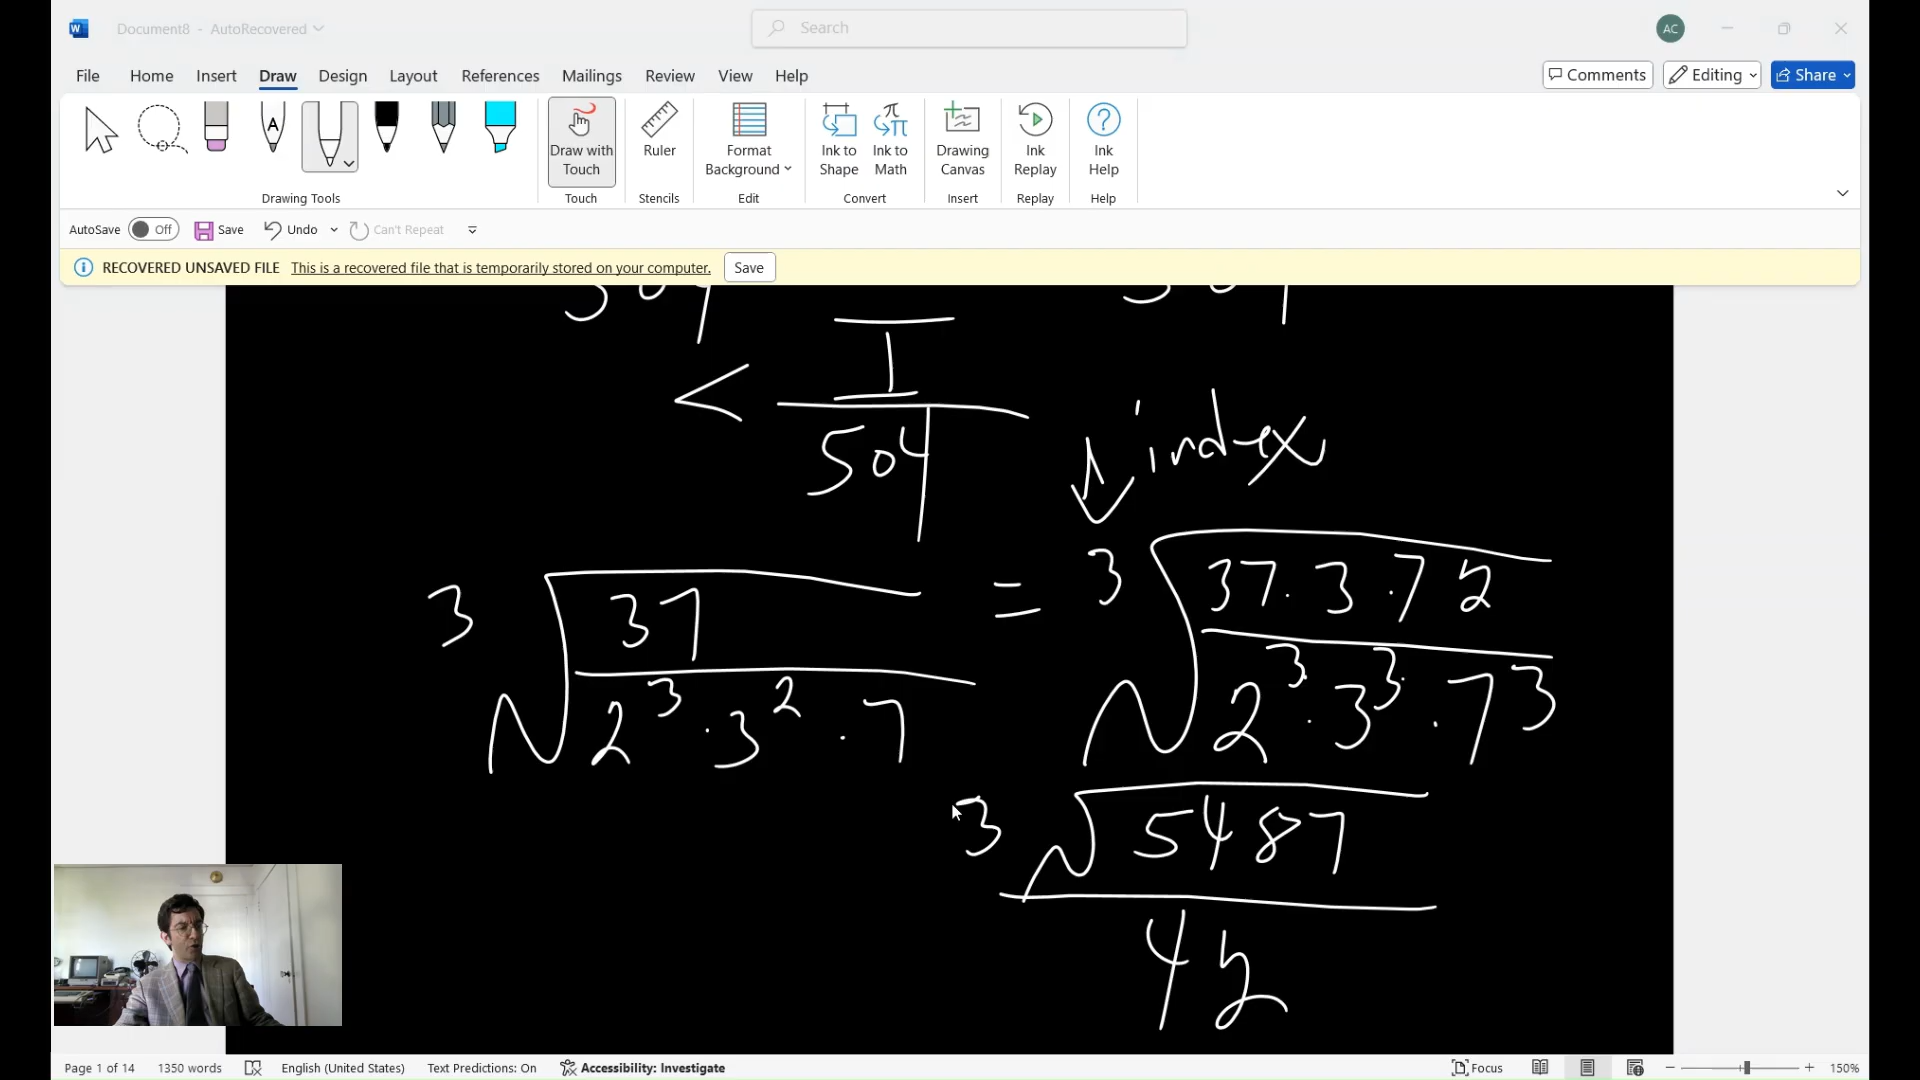 Document8 - AutoRecovered
Search
AC
File Home Insert Draw Design Layout References Mailings Review View Help
Comments Editing Share
Draw with Touch
Ruler
Format Background
Ink to Shape
Ink to Math
Drawing Canvas
Ink Replay
Ink Help
Drawing Tools Touch Stencils Edit Convert Insert Replay Help
AutoSave Off Save Undo Can't Repeat
RECOVERED UNSAVED FILE This is a recovered file that is temporarily stored on your computer. Save
504 504
< 1
504
↓ index
3 √ 37 = 3 √ 37 · 3 · 7²
2³ · 3² · 7 2³ · 3³ · 7³
3 √ 5487
42
Page 1 of 14 1350 words English (United States) Text Predictions: On Accessibility: Investigate Focus 150%